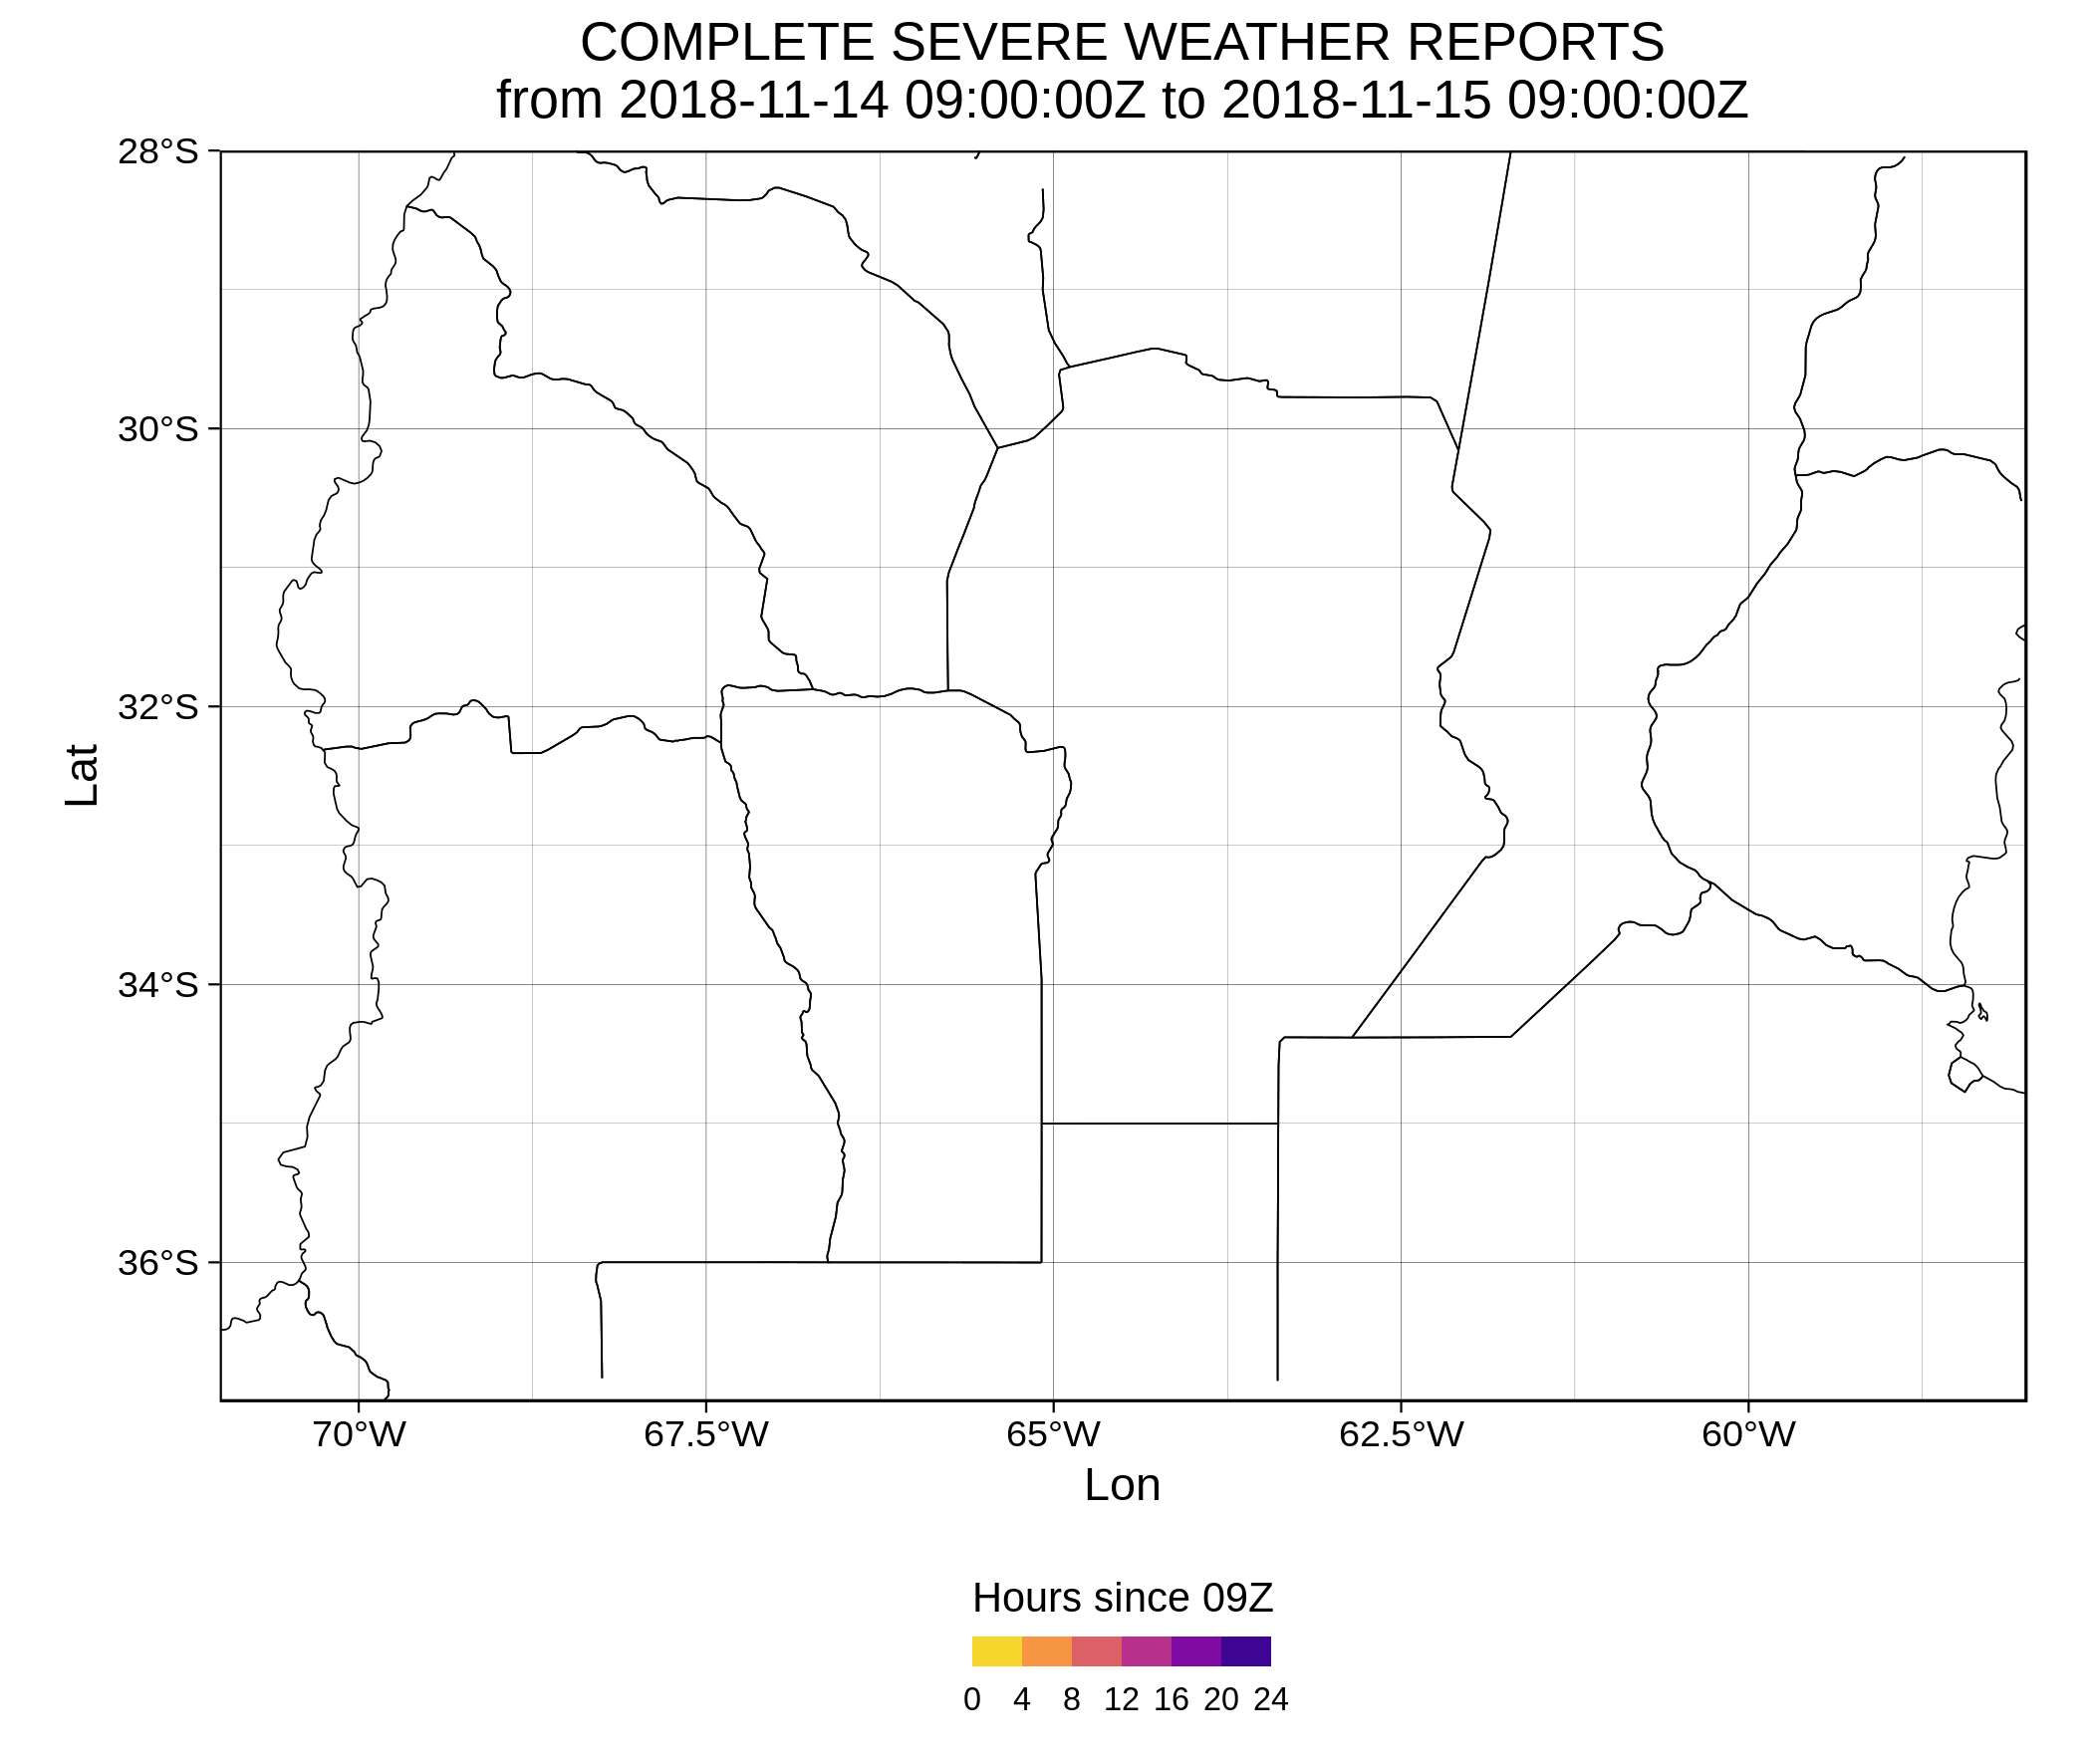 COMPLETE SEVERE WEATHER REPORTS
from 2018-11-14 09:00:00Z to 2018-11-15 09:00:00Z
28°S
30°S
32°S
34°S
36°S
Lat
70°W 67.5°W 65°W 62.5°W 60°W
Lon
Hours since 09Z
0 4 8 12 16 20 24